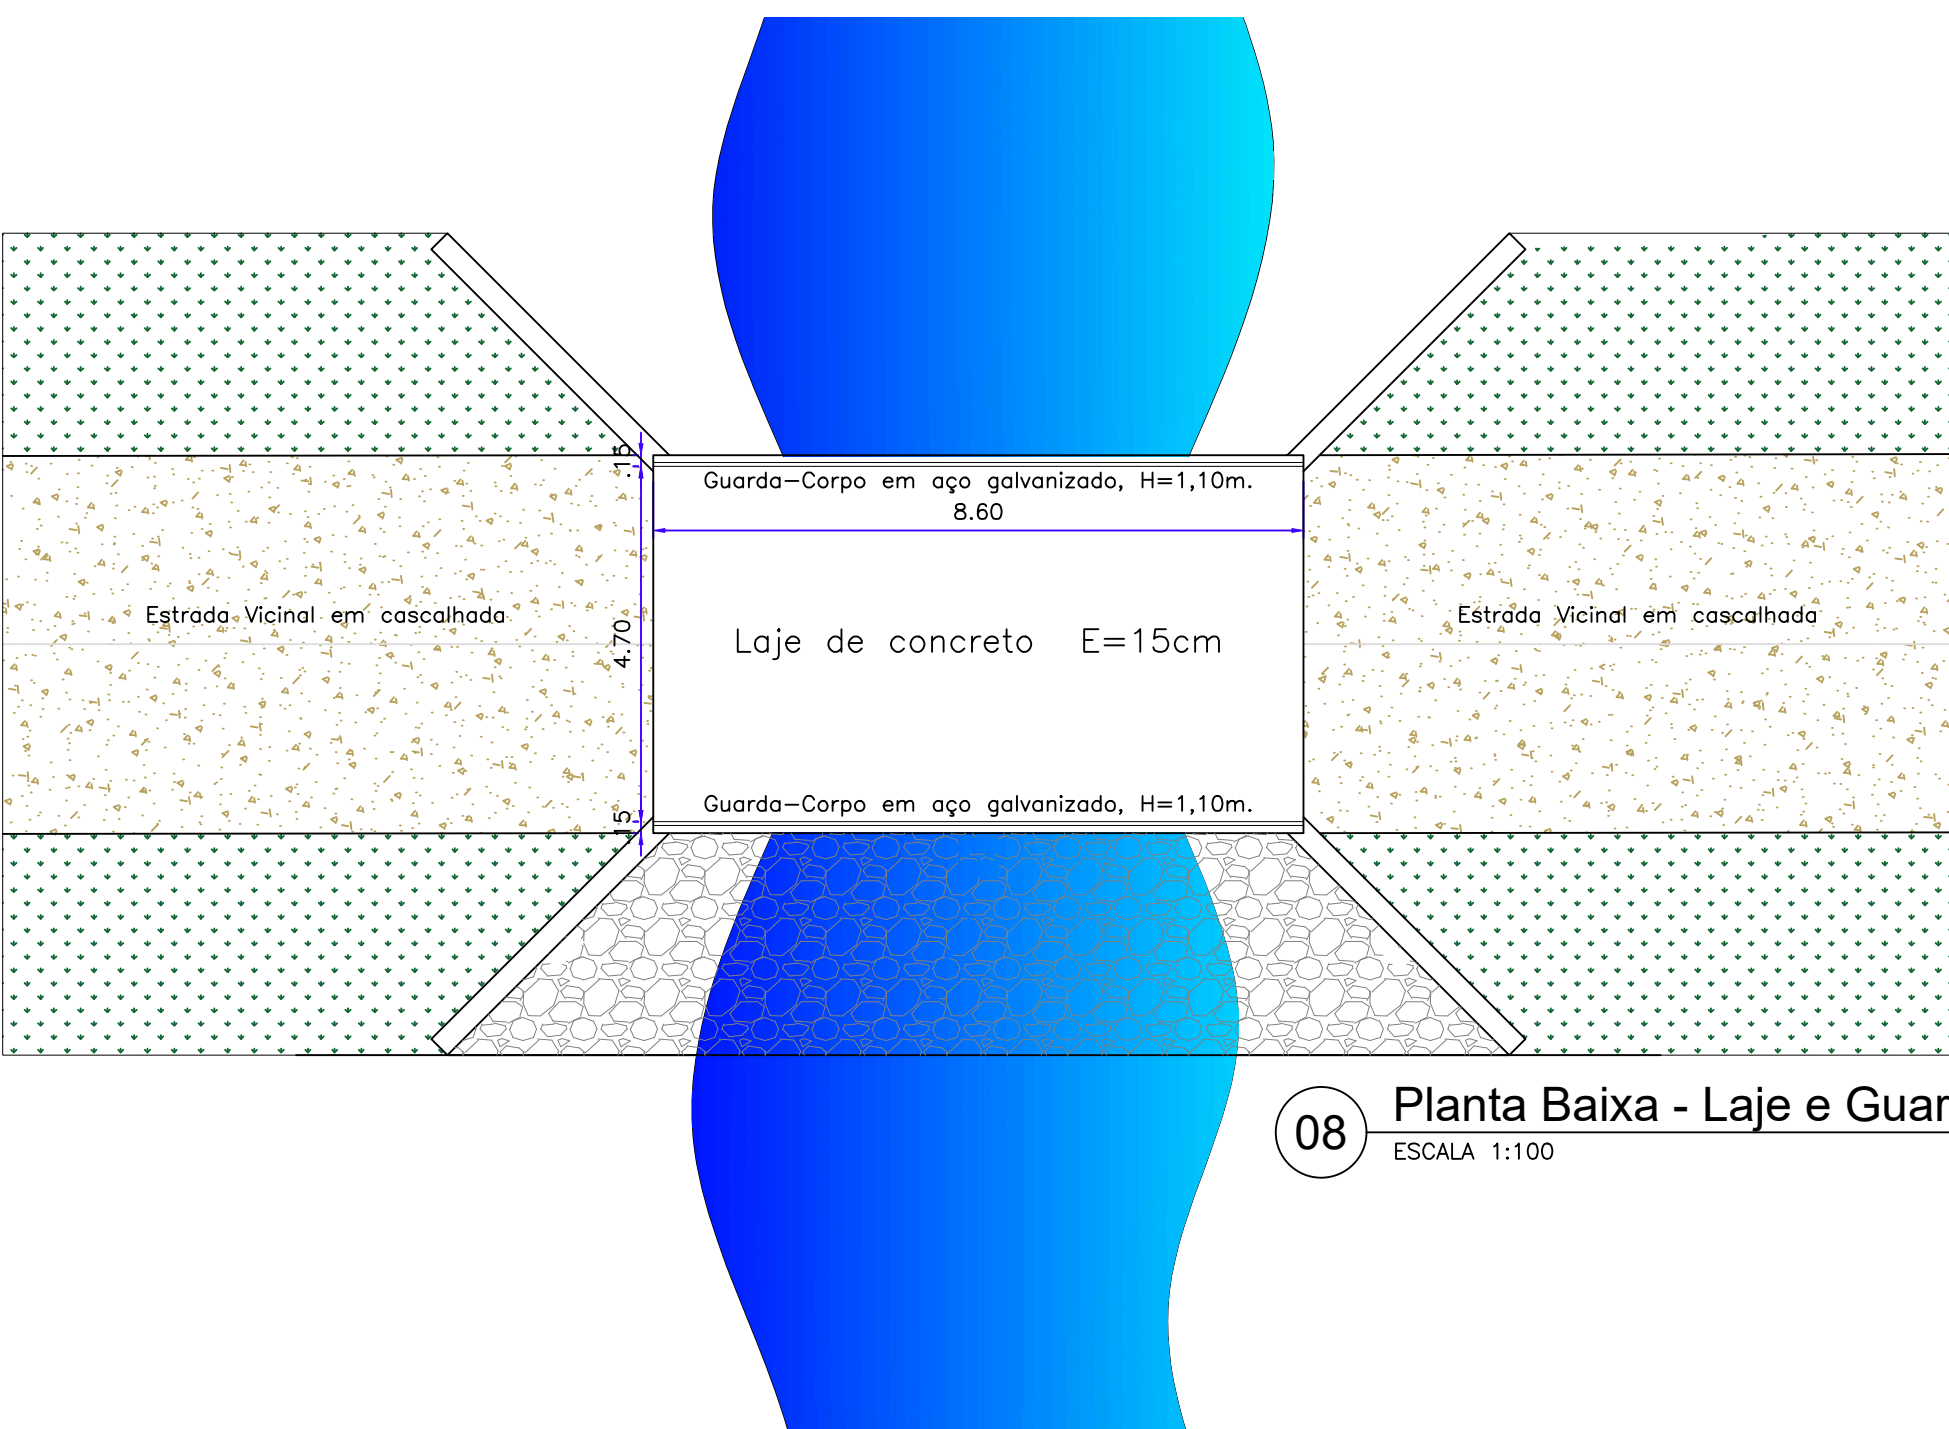 .15
Guarda-Corpo em aço galvanizado, H=1,10m.
8.60
Estrada Vicinal em cascalhada
4.70
Laje de concreto E=15cm
Estrada Vicinal em cascalhada
Guarda-Corpo em aço galvanizado, H=1,10m.
.15
08
Planta Baixa - Laje e Guar
ESCALA 1:100